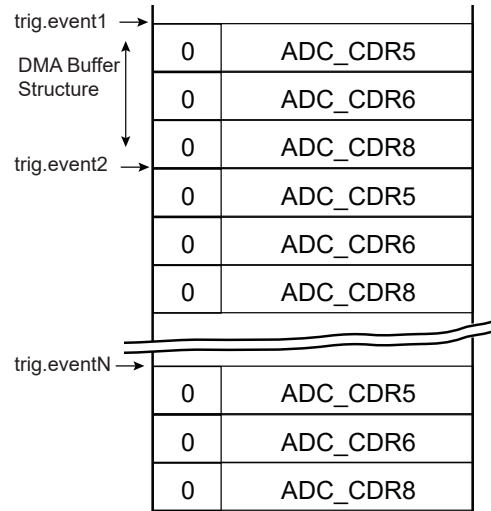 trig.event1
DMA Buffer
Structure
0 ADC_CDR5
0 ADC_CDR6
0 ADC_CDR8
trig.event2
0 ADC_CDR5
0 ADC_CDR6
0 ADC_CDR8
trig.eventN
0 ADC_CDR5
0 ADC_CDR6
0 ADC_CDR8